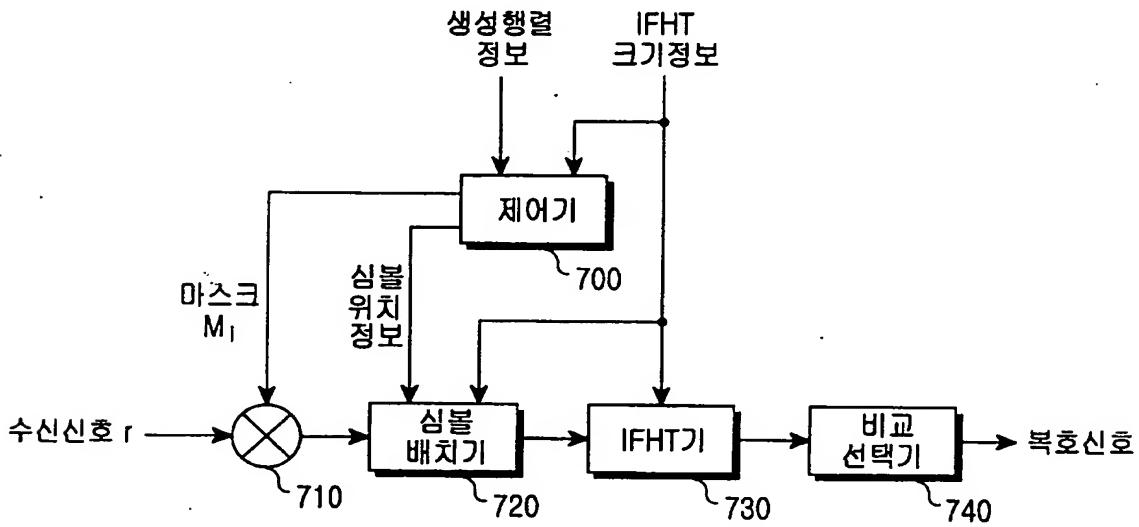 생성행렬
정보
IFHT
크기정보
제어기
700
마스크
M_l
심볼
위치
정보
수신신호 r
710
심볼
배치기
720
IFHT기
730
비교
선택기
740
복호신호